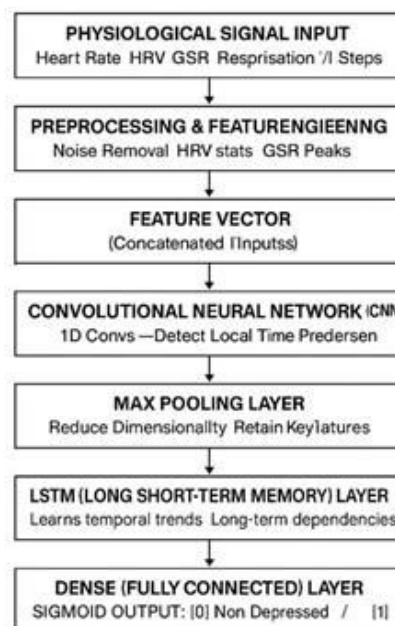 PHYSIOLOGICAL SIGNAL INPUT
Heart Rate HRV GSR Resprisation '/I Steps
PREPROCESSING & FEATURENGIEENNG
Noise Removal HRV stats GSR Peaks
FEATURE VECTOR
(Concatenated l'Inputss)
CONVOLUTIONAL NEURAL NETWORK (CNN
1D Convs —Detect Local Time Predersen
MAX POOLING LAYER
Reduce Dimensionallty Retain Key1atures
LSTM (LONG SHORT-TERM MEMORY) LAYER
Learns temporal trends Long-term dependencies
DENSE (FULLY CONNECTED) LAYER
SIGMOID OUTPUT: [0] Non Depressed / [1]